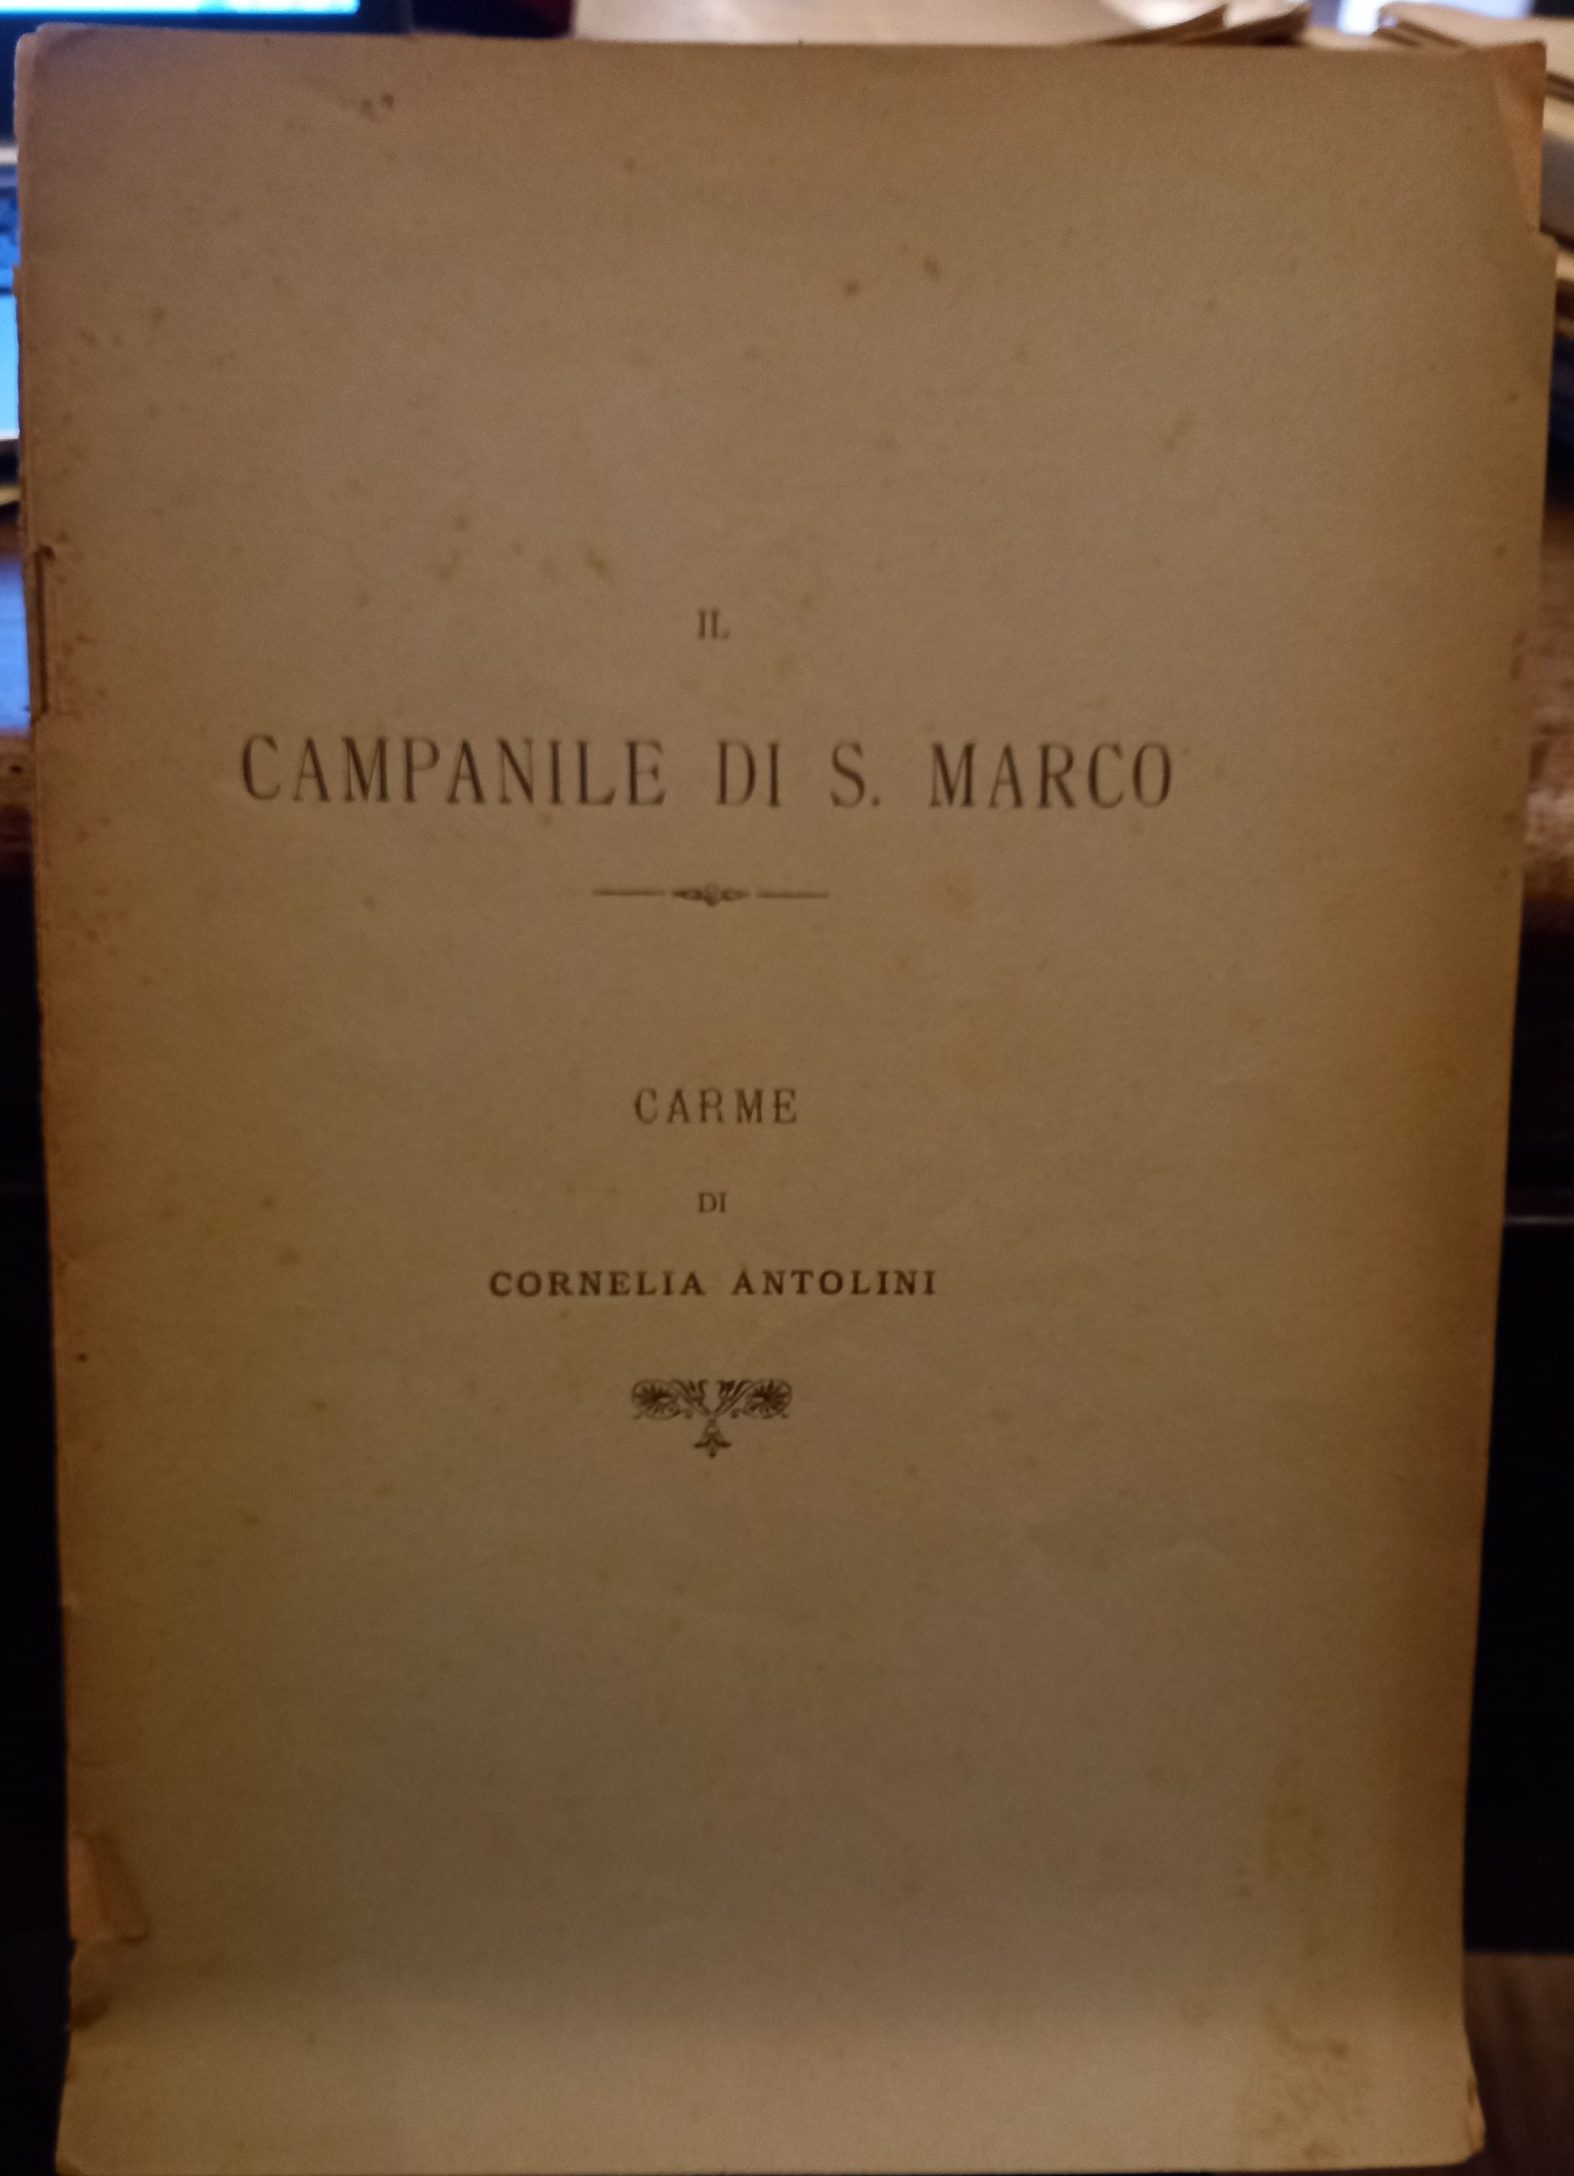 IL
CAMPANILE DI S. MARCO
CARME
DI
CORNELIA ANTOLINI